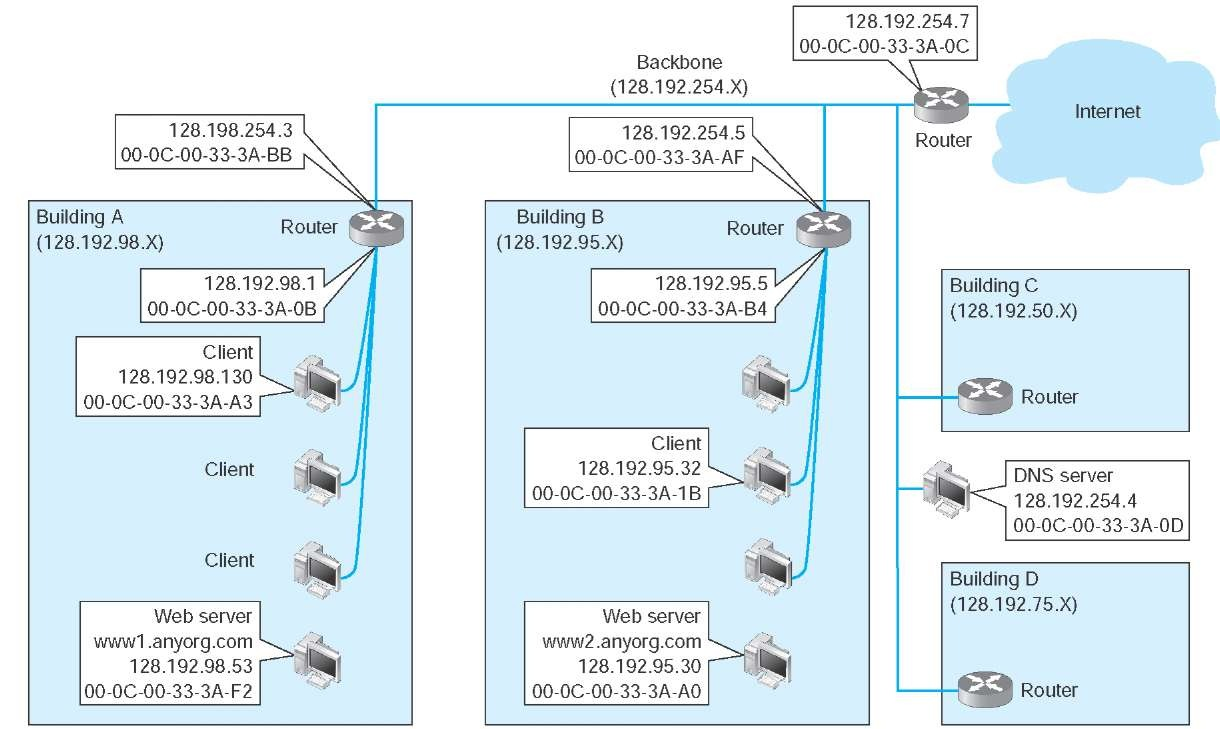 128.192.254.7
00-0C-00-33-3A-0C
Backbone
(128.192.254.X)
Internet
Router
128.198.254.3
00-0C-00-33-3A-BB
128.192.254.5
00-0C-00-33-3A-AF
Building A
(128.192.98.X)
Router
128.192.98.1
00-0C-00-33-3A-0B
Client
128.192.98.130
00-0C-00-33-3A-A3
Client
Client
Web server
www1.anyorg.com
128.192.98.53
00-0C-00-33-3A-F2
Building B
(128.192.95.X)
Router
128.192.95.5
00-0C-00-33-3A-B4
Client
128.192.95.32
00-0C-00-33-3A-1B
Web server
www2.anyorg.com
128.192.95.30
00-0C-00-33-3A-A0
Building C
(128.192.50.X)
Router
DNS server
128.192.254.4
00-0C-00-33-3A-0D
Building D
(128.192.75.X)
Router